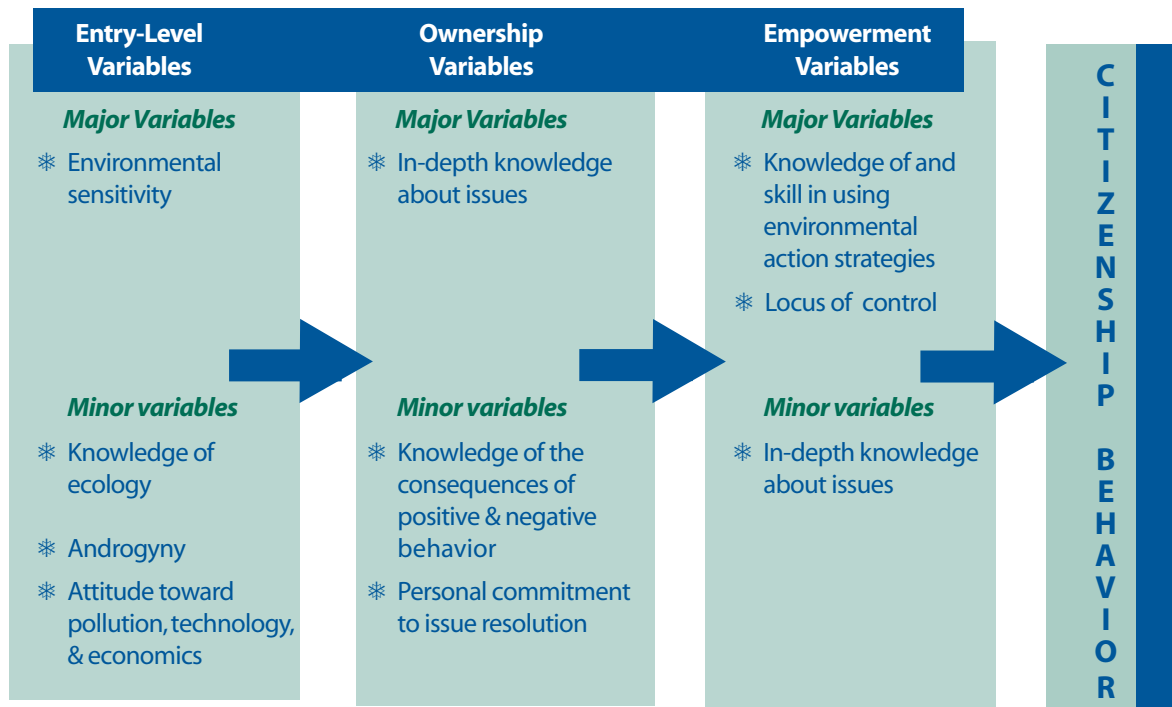 Entry-Level
Variables
Major Variables
❄ Environmental
sensitivity
Minor variables
❄ Knowledge of
ecology
❄ Androgyny
❄ Attitude toward
pollution, technology,
& economics
Ownership
Variables
Major Variables
❄ In-depth knowledge
about issues
Minor variables
❄ Knowledge of the
consequences of
positive & negative
behavior
❄ Personal commitment
to issue resolution
Empowerment
Variables
Major Variables
❄ Knowledge of and
skill in using
environmental
action strategies
❄ Locus of control
Minor variables
❄ In-depth knowledge
about issues
CITIZENSHIP BEHAVIOR